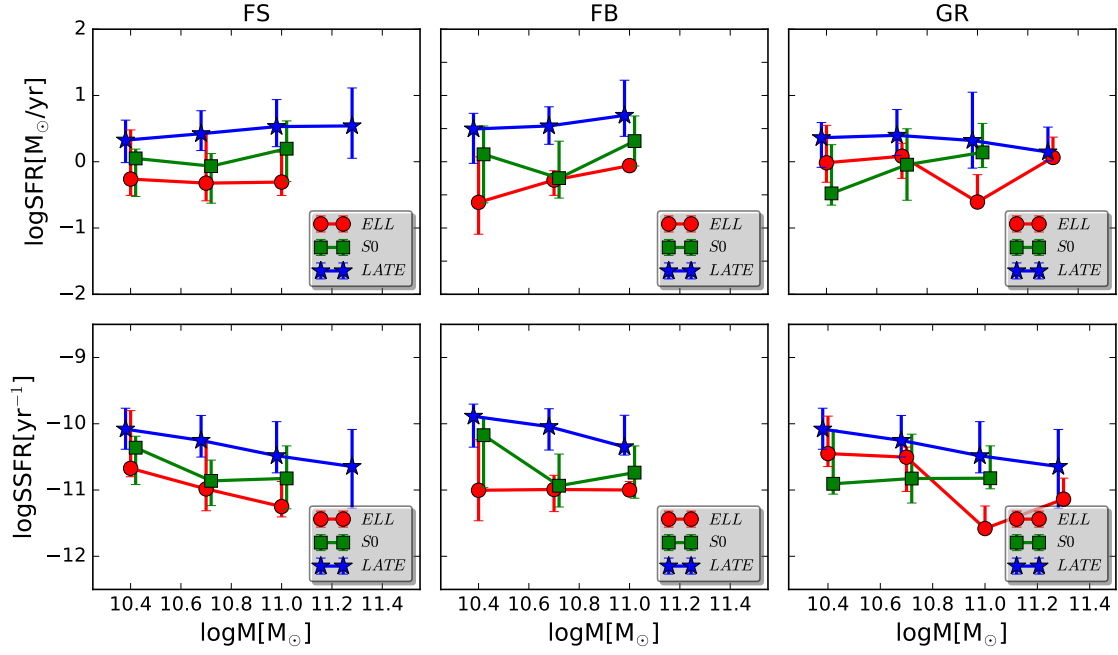 FS FB GR
logSFR[M⊙/yr]
2
1
0
−1
−2
ELL
S0
LATE
ELL
S0
LATE
ELL
S0
LATE
logSSFR[yr⁻¹]
−9
−10
−11
−12
ELL
S0
LATE
ELL
S0
LATE
ELL
S0
LATE
10.4 10.6 10.8 11.0 11.2 11.4
10.4 10.6 10.8 11.0 11.2 11.4
10.4 10.6 10.8 11.0 11.2 11.4
logM[M⊙] logM[M⊙] logM[M⊙]